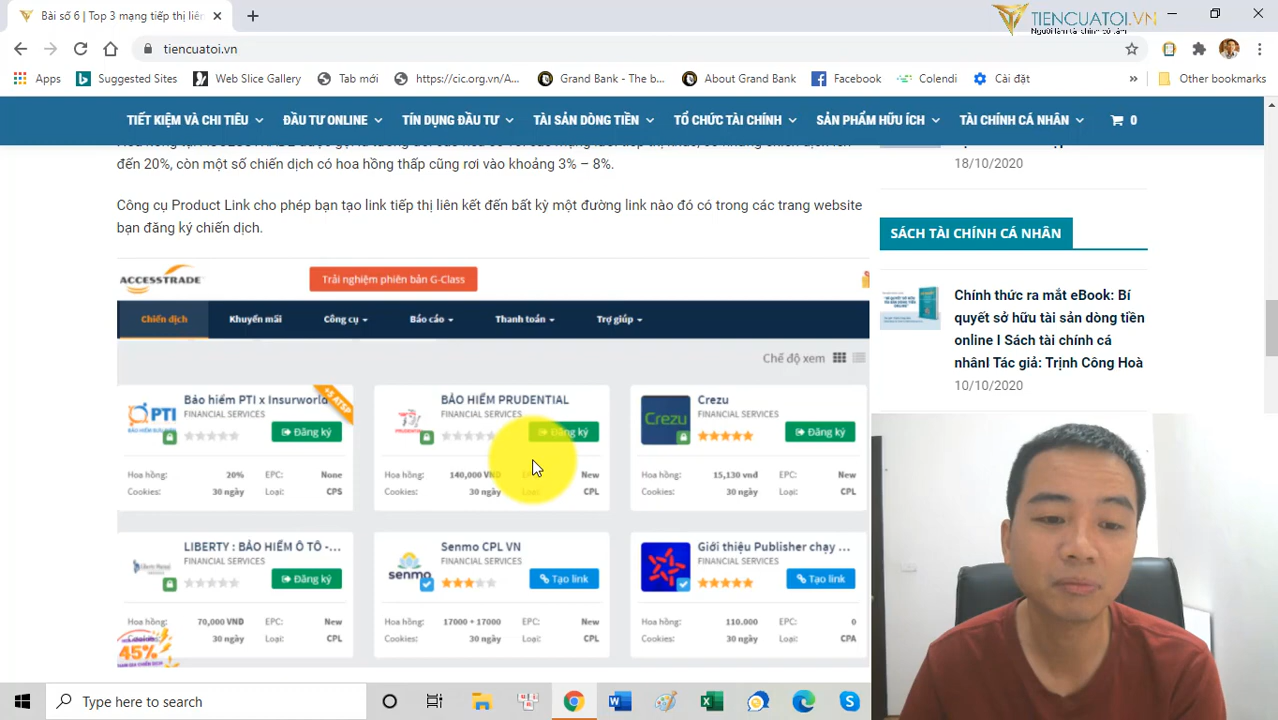 Bài số 6 | Top 3 mạng tiếp thị liên
TIENCUATOI.VN
tiencuatoi.vn
Apps
Suggested Sites
Web Slice Gallery
Tab mới
https://cic.org.vn/A...
Grand Bank - The b...
About Grand Bank
Facebook
Colendi
Cài đặt
»
Other bookmarks
TIẾT KIỆM VÀ CHI TIÊU
ĐẦU TƯ ONLINE
TÍN DỤNG ĐẦU TƯ
TÀI SẢN DÒNG TIỀN
TỔ CHỨC TÀI CHÍNH
SẢN PHẨM HỮU ÍCH
TÀI CHÍNH CÁ NHÂN
0
đến 20%, còn một số chiến dịch có hoa hồng thấp cũng rơi vào khoảng 3% – 8%.
Công cụ Product Link cho phép bạn tạo link tiếp thị liên kết đến bất kỳ một đường link nào đó có trong các trang website
bạn đăng ký chiến dịch.
18/10/2020
SÁCH TÀI CHÍNH CÁ NHÂN
Chính thức ra mắt eBook: Bí
quyết sở hữu tài sản dòng tiền
online I Sách tài chính cá
nhânI Tác giả: Trịnh Công Hoà
10/10/2020
ACCESSTRADE
Trải nghiệm phiên bản G-Class
Chiến dịch
Khuyến mãi
Công cụ
Báo cáo
Thanh toán
Trợ giúp
Chế độ xem
PTI
Bảo hiểm PTI x Insurworld
FINANCIAL SERVICES
Đăng ký
Hoa hồng: 20% EPC: None
Cookies: 30 ngày Loại: CPS
BẢO HIỂM PRUDENTIAL
FINANCIAL SERVICES
Đăng ký
Hoa hồng: 140,000 VND New
Cookies: 30 ngày Loại: CPL
Crezu
Crezu
FINANCIAL SERVICES
Đăng ký
Hoa hồng: 15,130 vnd EPC: New
Cookies: 30 ngày Loại: CPL
LIBERTY : BẢO HIỂM Ô TÔ -...
FINANCIAL SERVICES
Đăng ký
Hoa hồng: 70,000 VND EPC: New
30 ngày Loại: CPL
45%
senmo
Senmo CPL VN
FINANCIAL SERVICES
Tạo link
Hoa hồng: 17000 + 17000 EPC: New
Cookies: 30 ngày Loại: CPL
Giới thiệu Publisher chạy ...
FINANCIAL SERVICES
Tạo link
Hoa hồng: 110.000 EPC: 0
Cookies: 30 ngày Loại: CPA
Type here to search